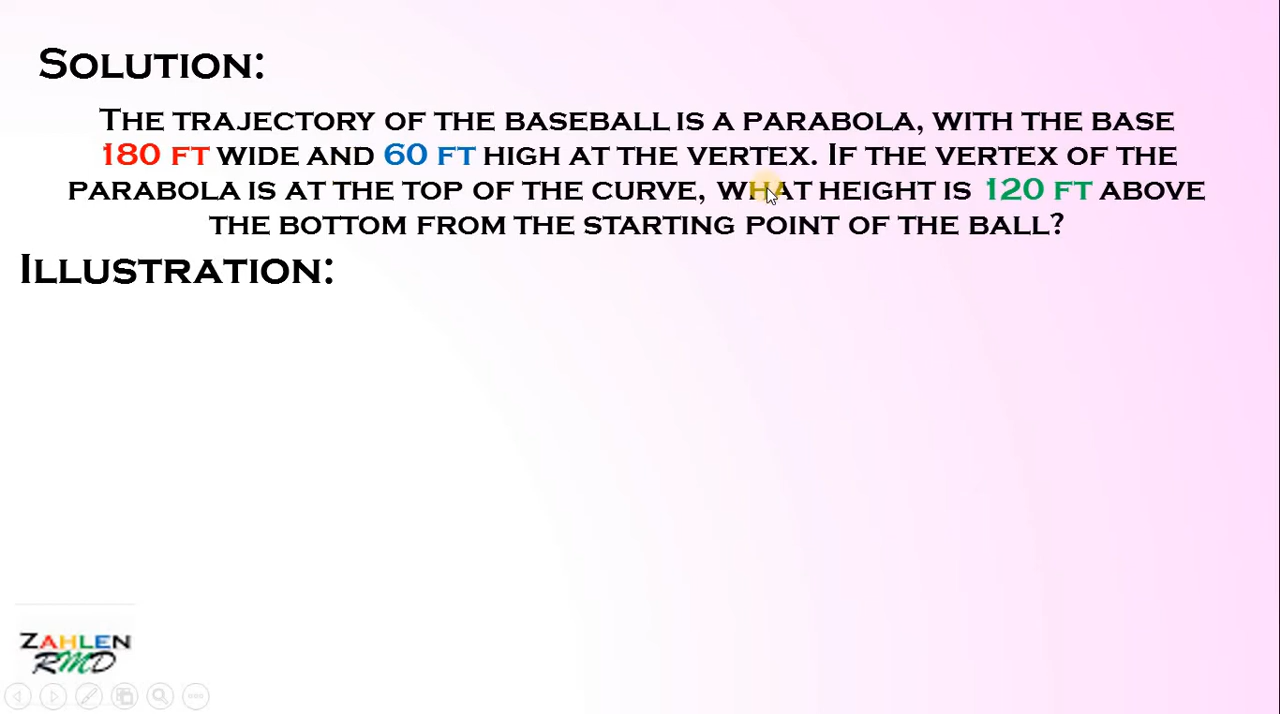 Solution:
The trajectory of the baseball is a parabola, with the base
180 ft wide and 60 ft high at the vertex. If the vertex of the
parabola is at the top of the curve, what height is 120 ft above
the bottom from the starting point of the ball?
Illustration:
Zahlen
RMD